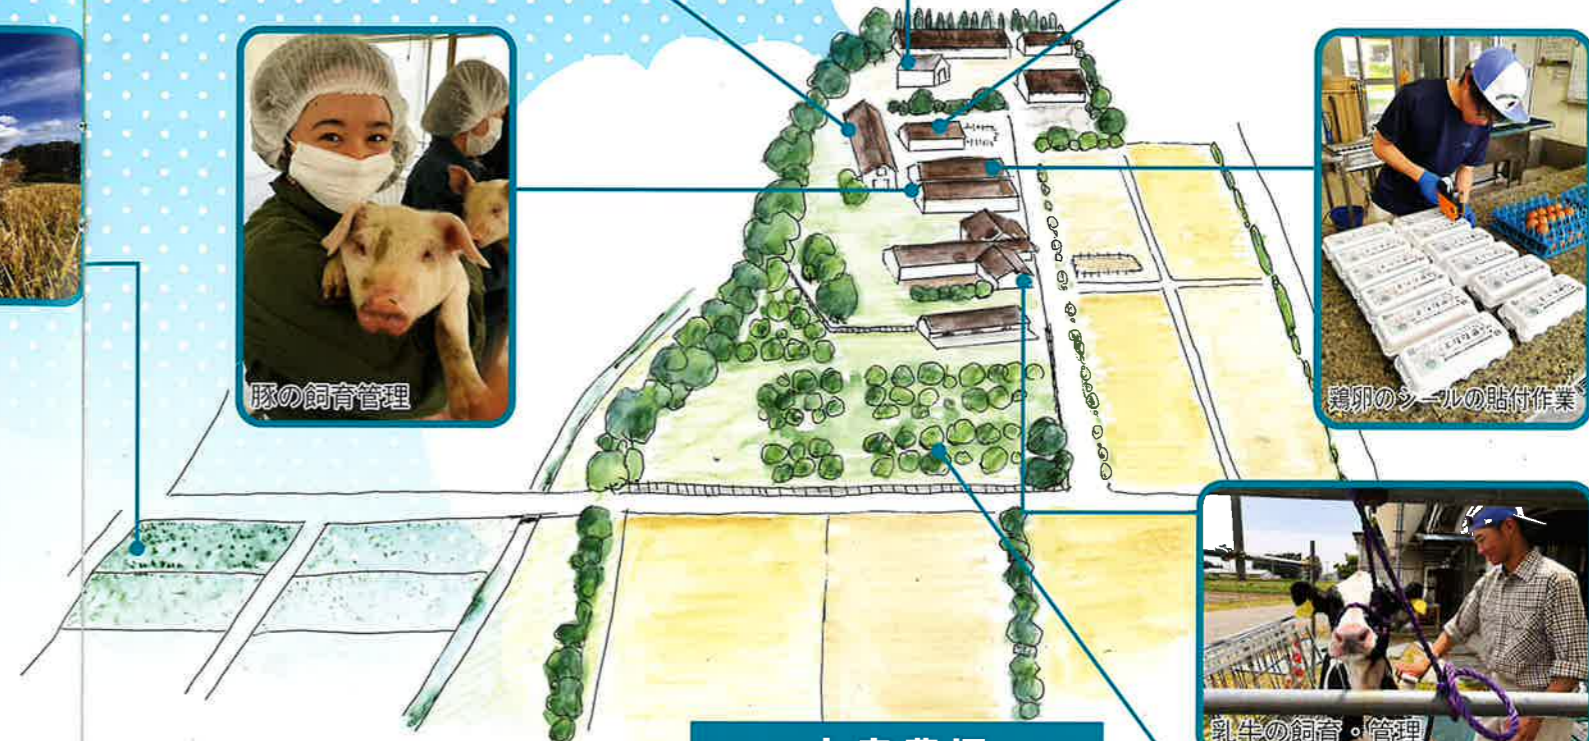 豚の飼育管理
鶏卵のシールの貼付作業
乳牛の飼育・管理